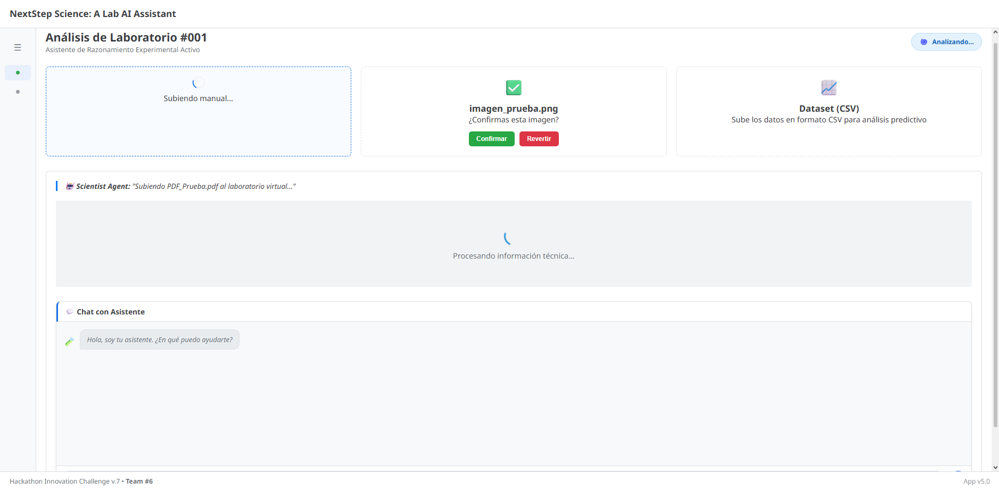 NextStep Science: A Lab AI Assistant
Análisis de Laboratorio #001
Asistente de Razonamiento Experimental Activo
Analizando...
Subiendo manual...
imagen_prueba.png
¿Confirmas esta imagen?
Confirmar
Revertir
Dataset (CSV)
Sube los datos en formato CSV para análisis predictivo
Scientist Agent: "Subiendo PDF_Prueba.pdf al laboratorio virtual..."
Procesando información técnica...
Chat con Asistente
Hola, soy tu asistente. ¿En qué puedo ayudarte?
Hackathon Innovation Challenge v.7 • Team #6
App v5.0